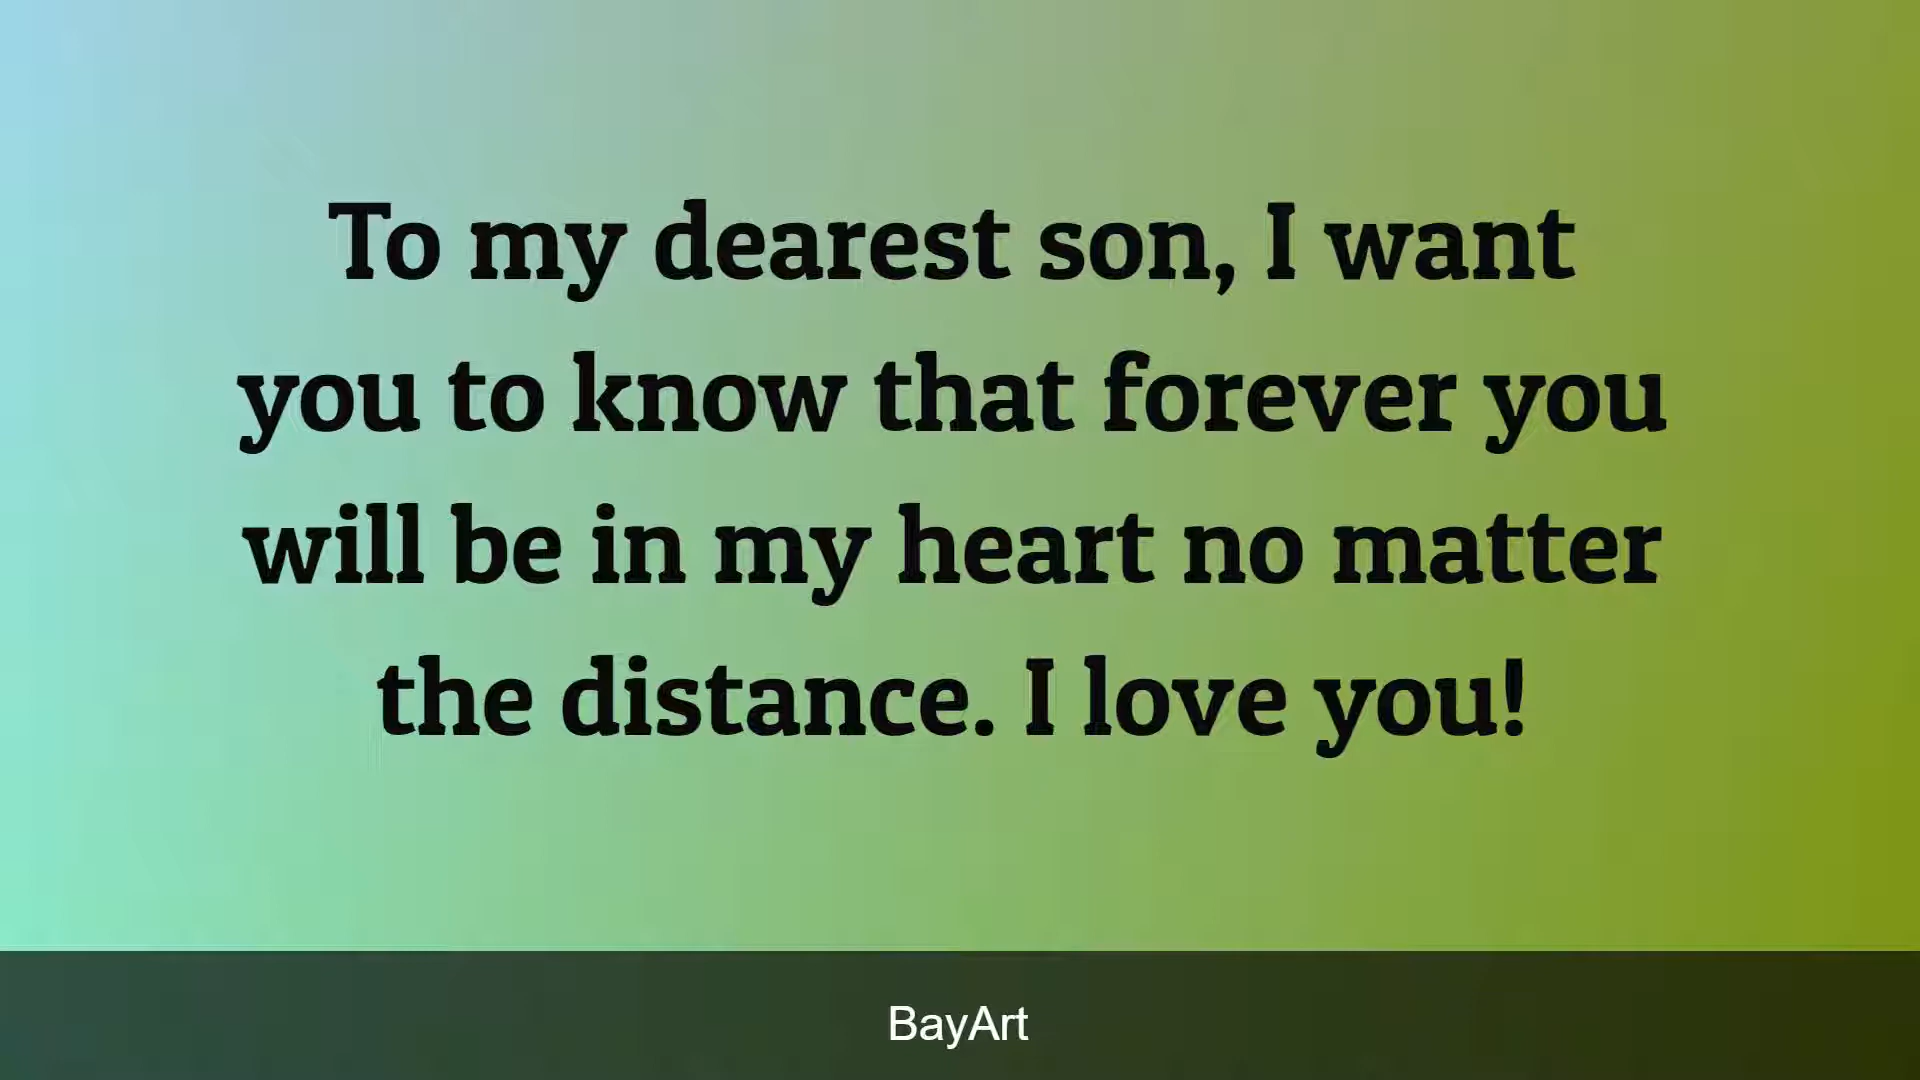 To my dearest son, I want
you to know that forever you
will be in my heart no matter
the distance. I love you!
BayArt